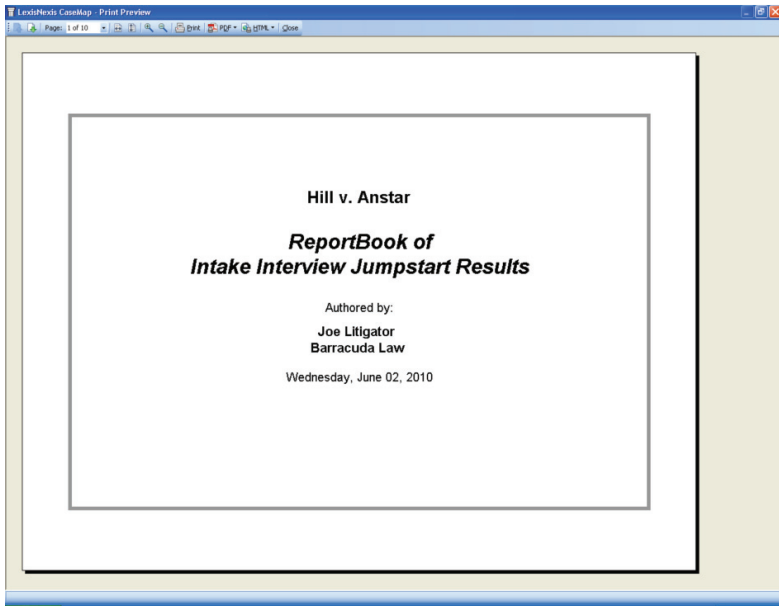 LexisNexis CaseMap - Print Preview
Page: 1 of 10 Print PDF HTML Close
Hill v. Anstar
ReportBook of
Intake Interview Jumpstart Results
Authored by:
Joe Litigator
Barracuda Law
Wednesday, June 02, 2010